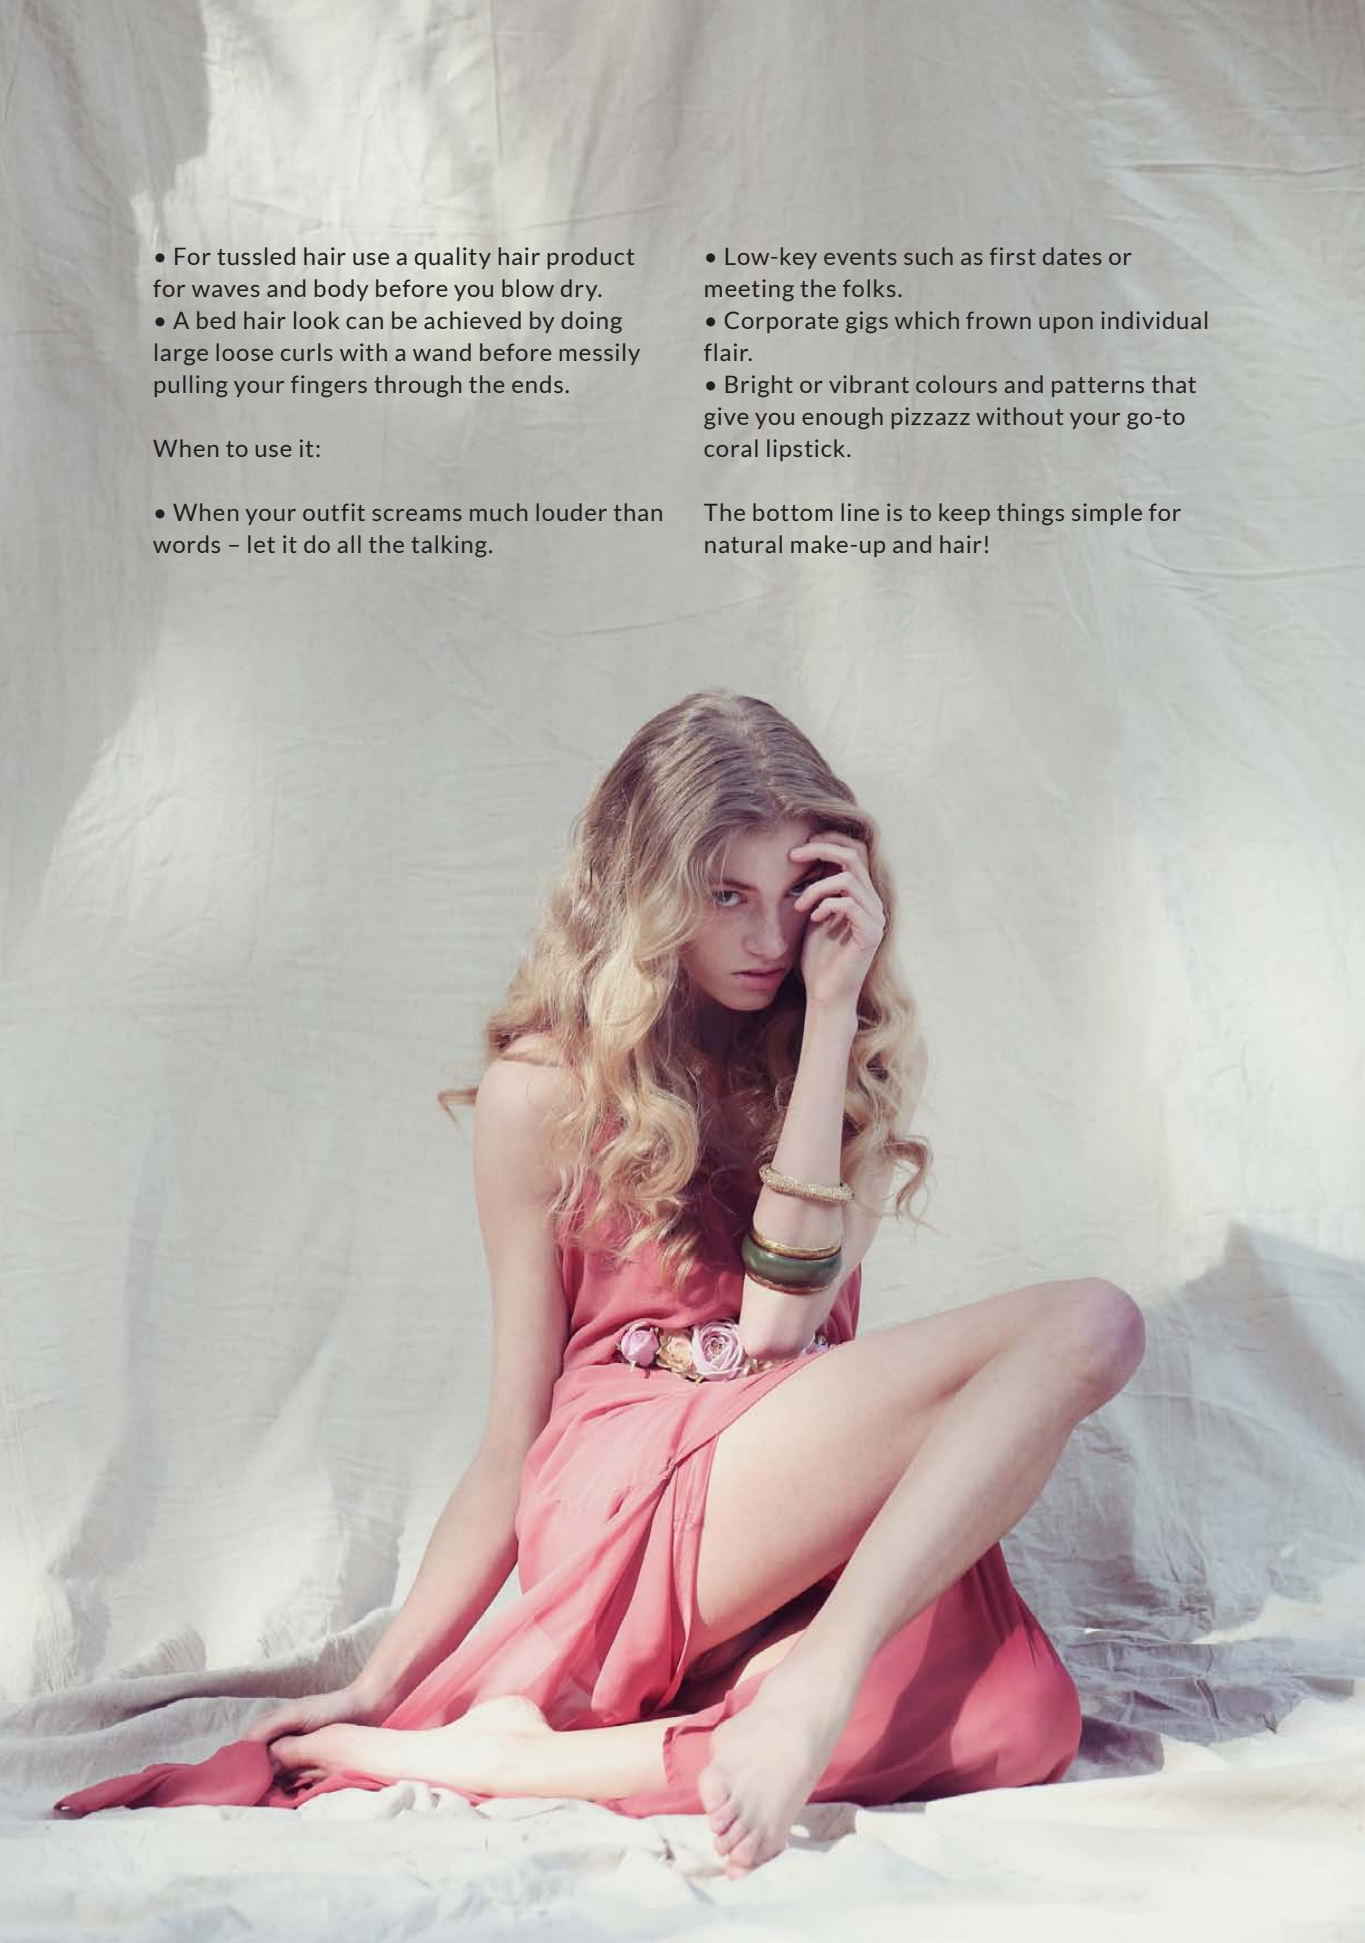 • For tussled hair use a quality hair product
for waves and body before you blow dry.
• A bed hair look can be achieved by doing
large loose curls with a wand before messily
pulling your fingers through the ends.
When to use it:
• When your outfit screams much louder than
words – let it do all the talking.
• Low-key events such as first dates or
meeting the folks.
• Corporate gigs which frown upon individual
flair.
• Bright or vibrant colours and patterns that
give you enough pizzazz without your go-to
coral lipstick.
The bottom line is to keep things simple for
natural make-up and hair!